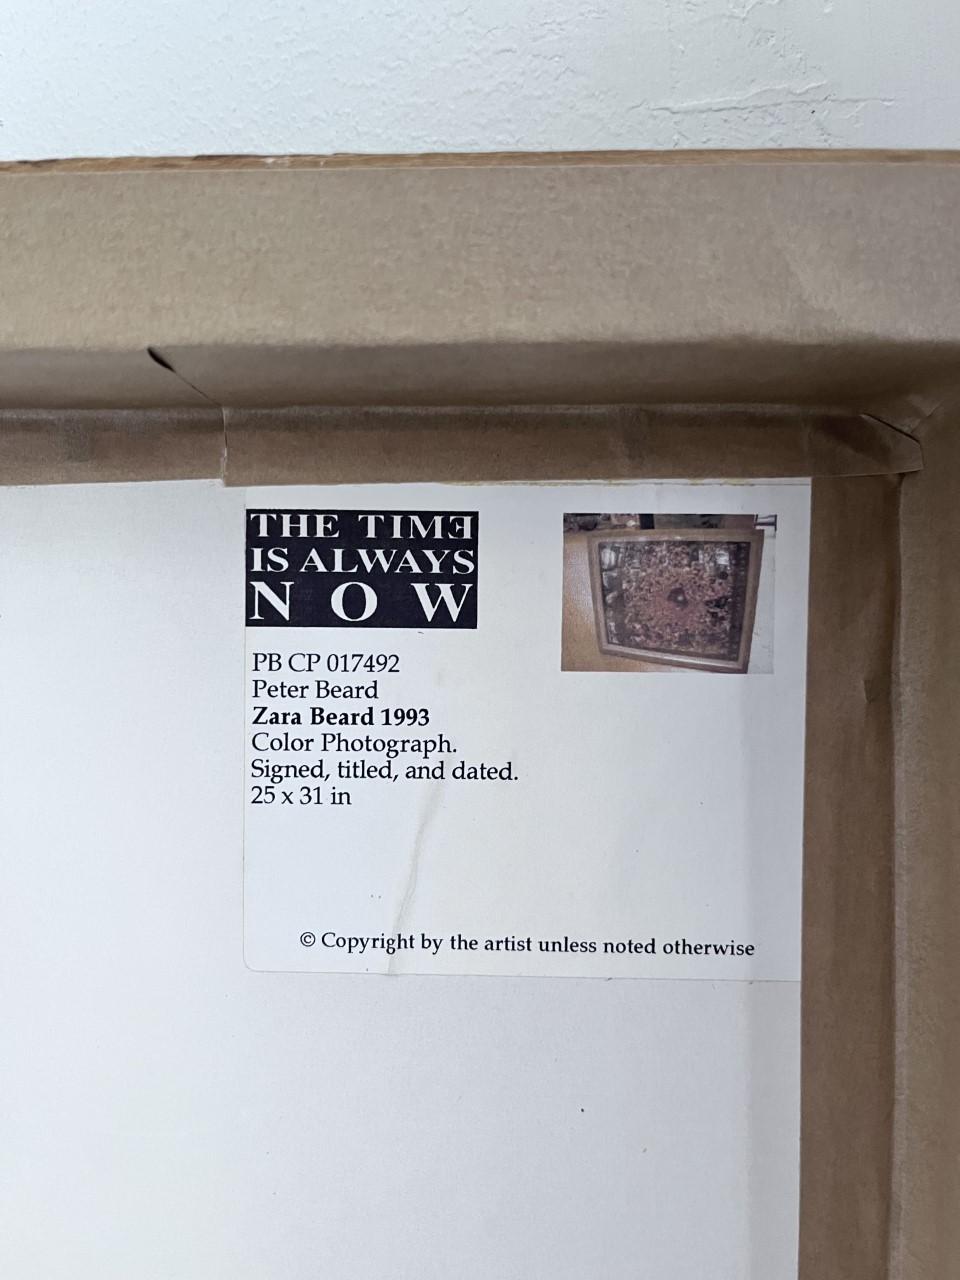 THE TIME
IS ALWAYS
NOW
PB CP 017492
Peter Beard
Zara Beard 1993
Color Photograph.
Signed, titled, and dated.
25 x 31 in
© Copyright by the artist unless noted otherwise